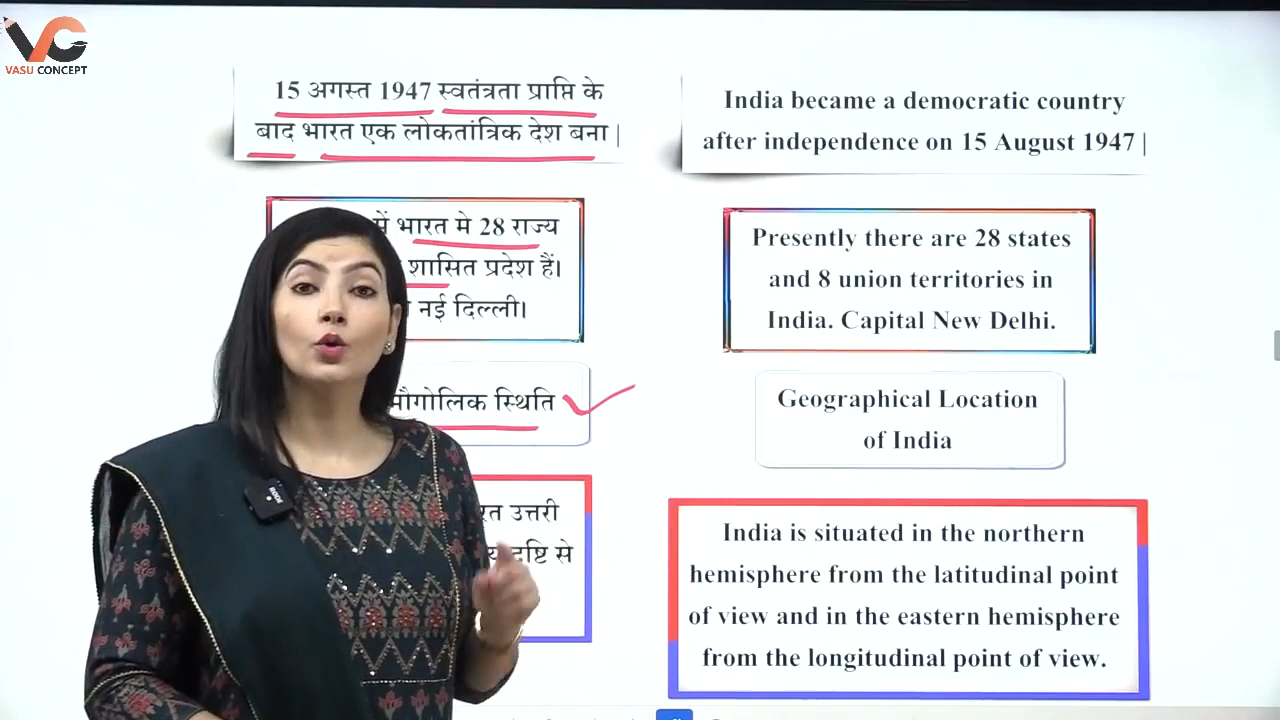 VASU CONCEPT
15 अगस्त 1947 स्वतंत्रता प्राप्ति के
बाद भारत एक लोकतांत्रिक देश बना |
में भारत मे 28 राज्य
शासित प्रदेश हैं।
नई दिल्ली।
भौगोलिक स्थिति
उत्तरी
दृष्टि से
India became a democratic country
after independence on 15 August 1947 |
Presently there are 28 states
and 8 union territories in
India. Capital New Delhi.
Geographical Location
of India
India is situated in the northern
hemisphere from the latitudinal point
of view and in the eastern hemisphere
from the longitudinal point of view.